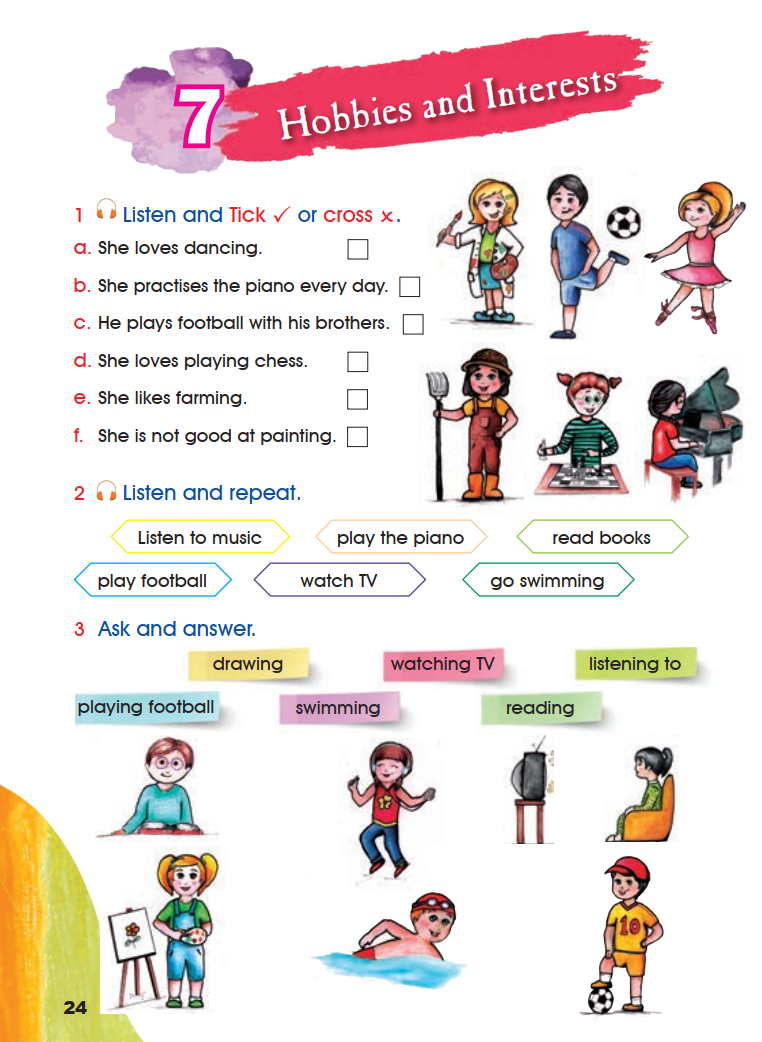 7
Hobbies and Interests
1 Listen and Tick ✓ or cross ×.
a. She loves dancing.
b. She practises the piano every day.
c. He plays football with his brothers.
d. She loves playing chess.
e. She likes farming.
f. She is not good at painting.
2 Listen and repeat.
Listen to music play the piano read books
play football watch TV go swimming
3 Ask and answer.
drawing watching TV listening to
playing football swimming reading
10
24